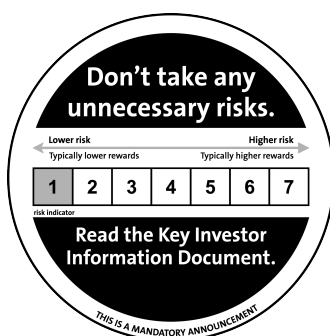 Don't take any
unnecessary risks.
Lower risk Higher risk
Typically lower rewards Typically higher rewards
1 2 3 4 5 6 7
risk indicator
Read the Key Investor
Information Document.
THIS IS A MANDATORY ANNOUNCEMENT